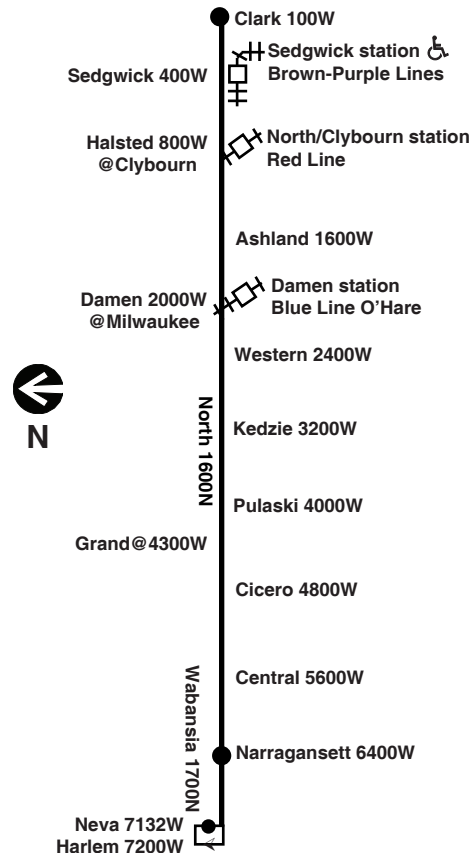 Clark 100W
Sedgwick station
Brown-Purple Lines
Sedgwick 400W
North/Clybourn station
Red Line
Halsted 800W
@Clybourn
Ashland 1600W
Damen station
Blue Line O'Hare
Damen 2000W
@Milwaukee
Western 2400W
N
North 1600N
Kedzie 3200W
Pulaski 4000W
Grand@4300W
Cicero 4800W
Central 5600W
Wabansia 1700N
Narragansett 6400W
Neva 7132W
Harlem 7200W